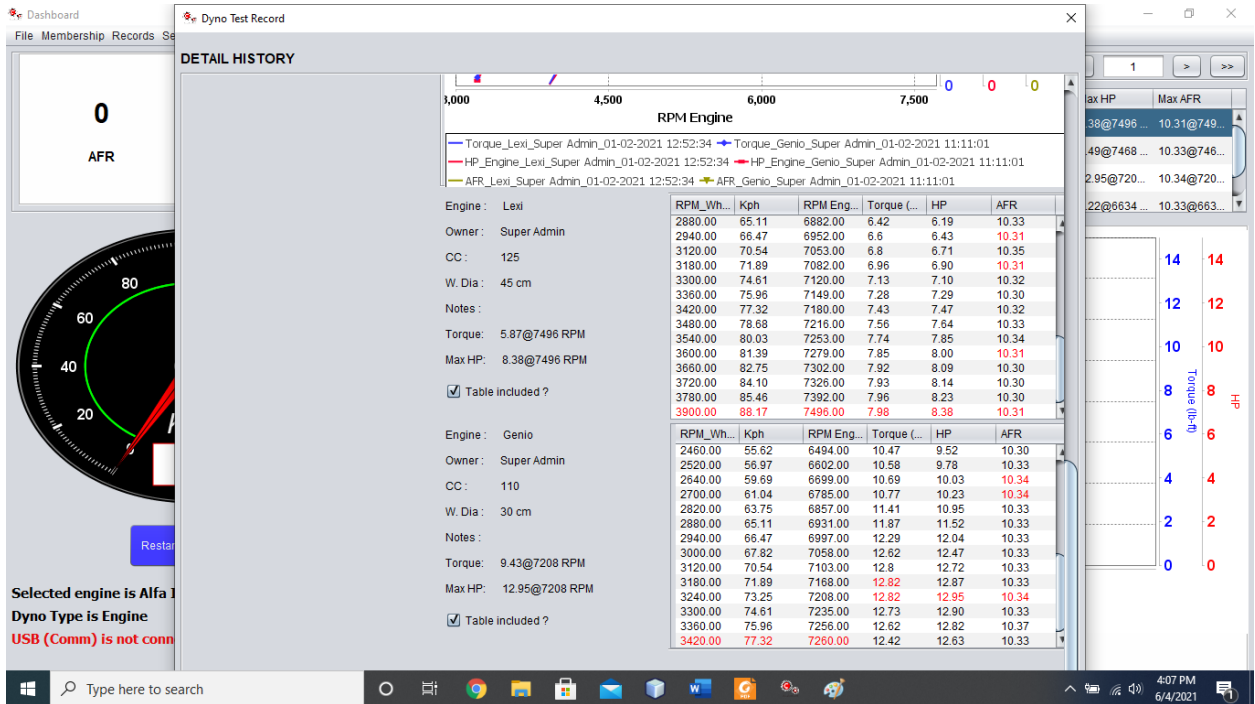 Dashboard
File Membership Records Se
0
AFR
80
60
40
20
0
Restar
Selected engine is Alfa
Dyno Type is Engine
USB (Comm) is not conn
Dyno Test Record
DETAIL HISTORY
0 0 0
3,000 4,500 6,000 7,500
RPM Engine
Torque_Lexi_Super Admin_01-02-2021 12:52:34 Torque_Genio_Super Admin_01-02-2021 11:11:01
HP_Engine_Lexi_Super Admin_01-02-2021 12:52:34 HP_Engine_Genio_Super Admin_01-02-2021 11:11:01
AFR_Lexi_Super Admin_01-02-2021 12:52:34 AFR_Genio_Super Admin_01-02-2021 11:11:01
Engine : Lexi
Owner : Super Admin
CC : 125
W. Dia : 45 cm
Notes :
Torque: 5.87@7496 RPM
Max HP: 8.38@7496 RPM
Table included ?
RPM_Wh... Kph RPM Eng... Torque (... HP AFR
2880.00 65.11 6882.00 6.42 6.19 10.33
2940.00 66.47 6952.00 6.6 6.43 10.31
3120.00 70.54 7053.00 6.8 6.71 10.35
3180.00 71.89 7082.00 6.96 6.90 10.31
3300.00 74.61 7120.00 7.13 7.10 10.32
3360.00 75.96 7149.00 7.28 7.29 10.30
3420.00 77.32 7180.00 7.43 7.47 10.32
3480.00 78.68 7216.00 7.56 7.64 10.33
3540.00 80.03 7253.00 7.74 7.85 10.34
3600.00 81.39 7279.00 7.85 8.00 10.31
3660.00 82.75 7302.00 7.92 8.09 10.30
3720.00 84.10 7326.00 7.93 8.14 10.30
3780.00 85.46 7392.00 7.96 8.23 10.30
3900.00 88.17 7496.00 7.98 8.38 10.31
Engine : Genio
Owner : Super Admin
CC : 110
W. Dia : 30 cm
Notes :
Torque: 9.43@7208 RPM
Max HP: 12.95@7208 RPM
Table included ?
RPM_Wh... Kph RPM Eng... Torque (... HP AFR
2460.00 55.62 6494.00 10.47 9.52 10.30
2520.00 56.97 6602.00 10.58 9.78 10.33
2640.00 59.69 6699.00 10.69 10.03 10.34
2700.00 61.04 6785.00 10.77 10.23 10.34
2820.00 63.75 6857.00 11.41 10.95 10.33
2880.00 65.11 6931.00 11.87 11.52 10.33
2940.00 66.47 6997.00 12.29 12.04 10.33
3000.00 67.82 7058.00 12.62 12.47 10.33
3120.00 70.54 7103.00 12.8 12.72 10.33
3180.00 71.89 7168.00 12.82 12.87 10.33
3240.00 73.25 7208.00 12.82 12.95 10.34
3300.00 74.61 7235.00 12.73 12.90 10.33
3360.00 75.96 7256.00 12.62 12.82 10.37
3420.00 77.32 7260.00 12.42 12.63 10.33
1 > >>
ax HP Max AFR
.38@7496 ... 10.31@749...
.49@7468 ... 10.33@746...
2.95@720... 10.34@720...
.22@6634 ... 10.33@663...
14 14
12 12
10 10
8 8
6 6
4 4
2 2
0 0
Torque (lb-ft)
HP
Type here to search
4:07 PM
6/4/2021
1